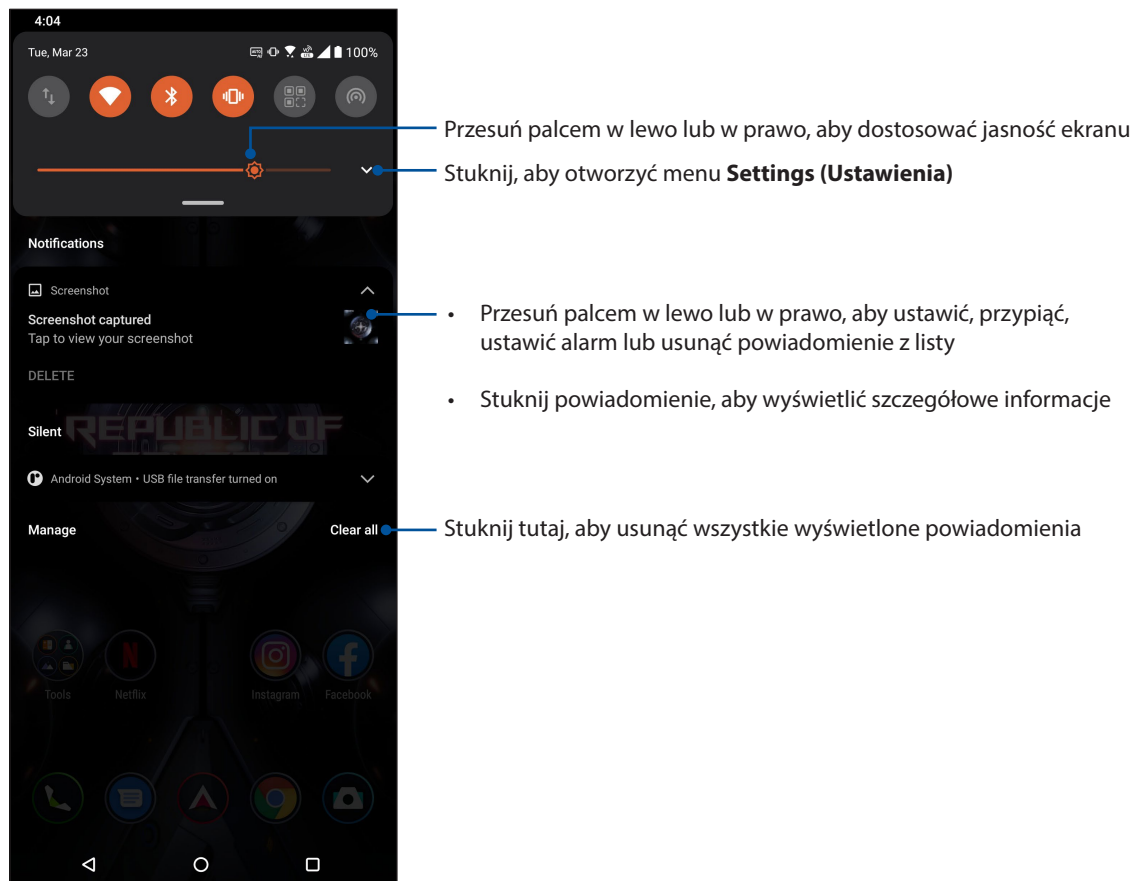 4:04
Tue, Mar 23
100%
Przesuń palcem w lewo lub w prawo, aby dostosować jasność ekranu
Stuknij, aby otworzyć menu Settings (Ustawienia)
Notifications
Screenshot
Screenshot captured
Tap to view your screenshot
DELETE
• Przesuń palcem w lewo lub w prawo, aby ustawić, przypiąć,
ustawić alarm lub usunąć powiadomienie z listy
• Stuknij powiadomienie, aby wyświetlić szczegółowe informacje
Silent
REPUBLIC OF
Android System • USB file transfer turned on
Manage
Clear all
Stuknij tutaj, aby usunąć wszystkie wyświetlone powiadomienia
Tools
Netflix
Instagram
Facebook